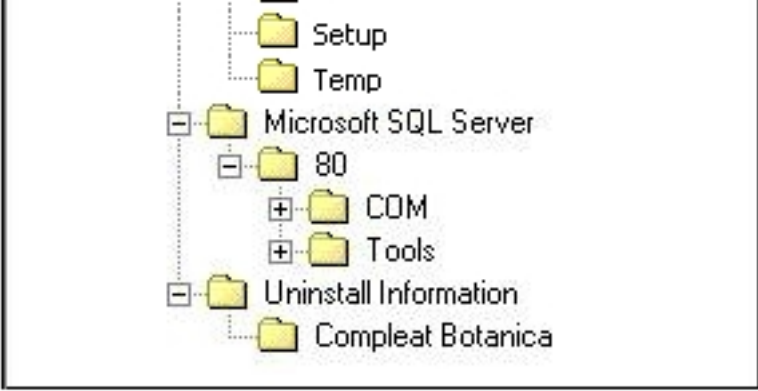 Setup
Temp
Microsoft SQL Server
80
COM
Tools
Uninstall Information
Compleat Botanica